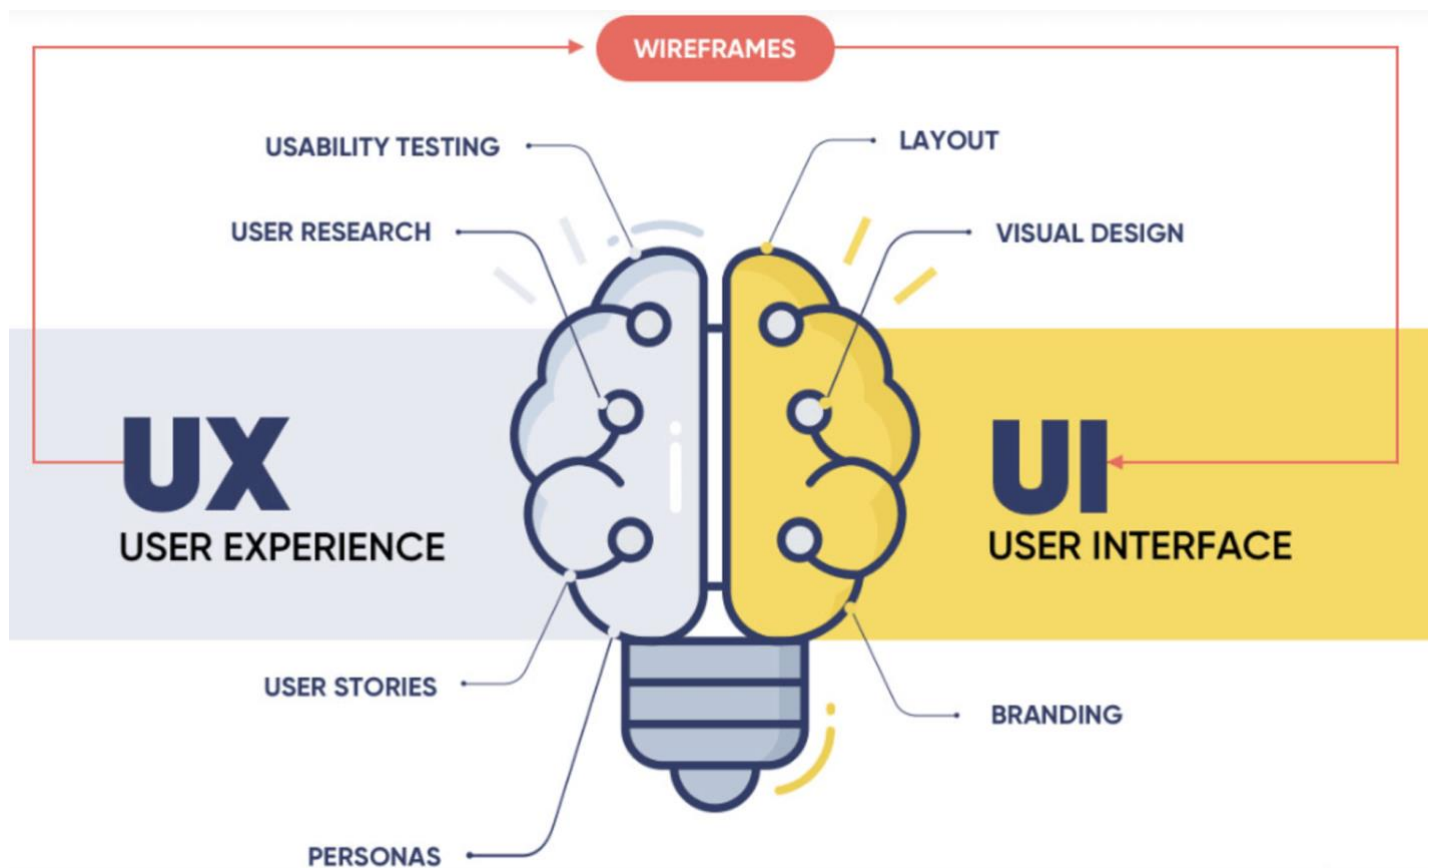 WIREFRAMES
USABILITY TESTING
LAYOUT
USER RESEARCH
VISUAL DESIGN
UX
USER EXPERIENCE
UI
USER INTERFACE
USER STORIES
BRANDING
PERSONAS